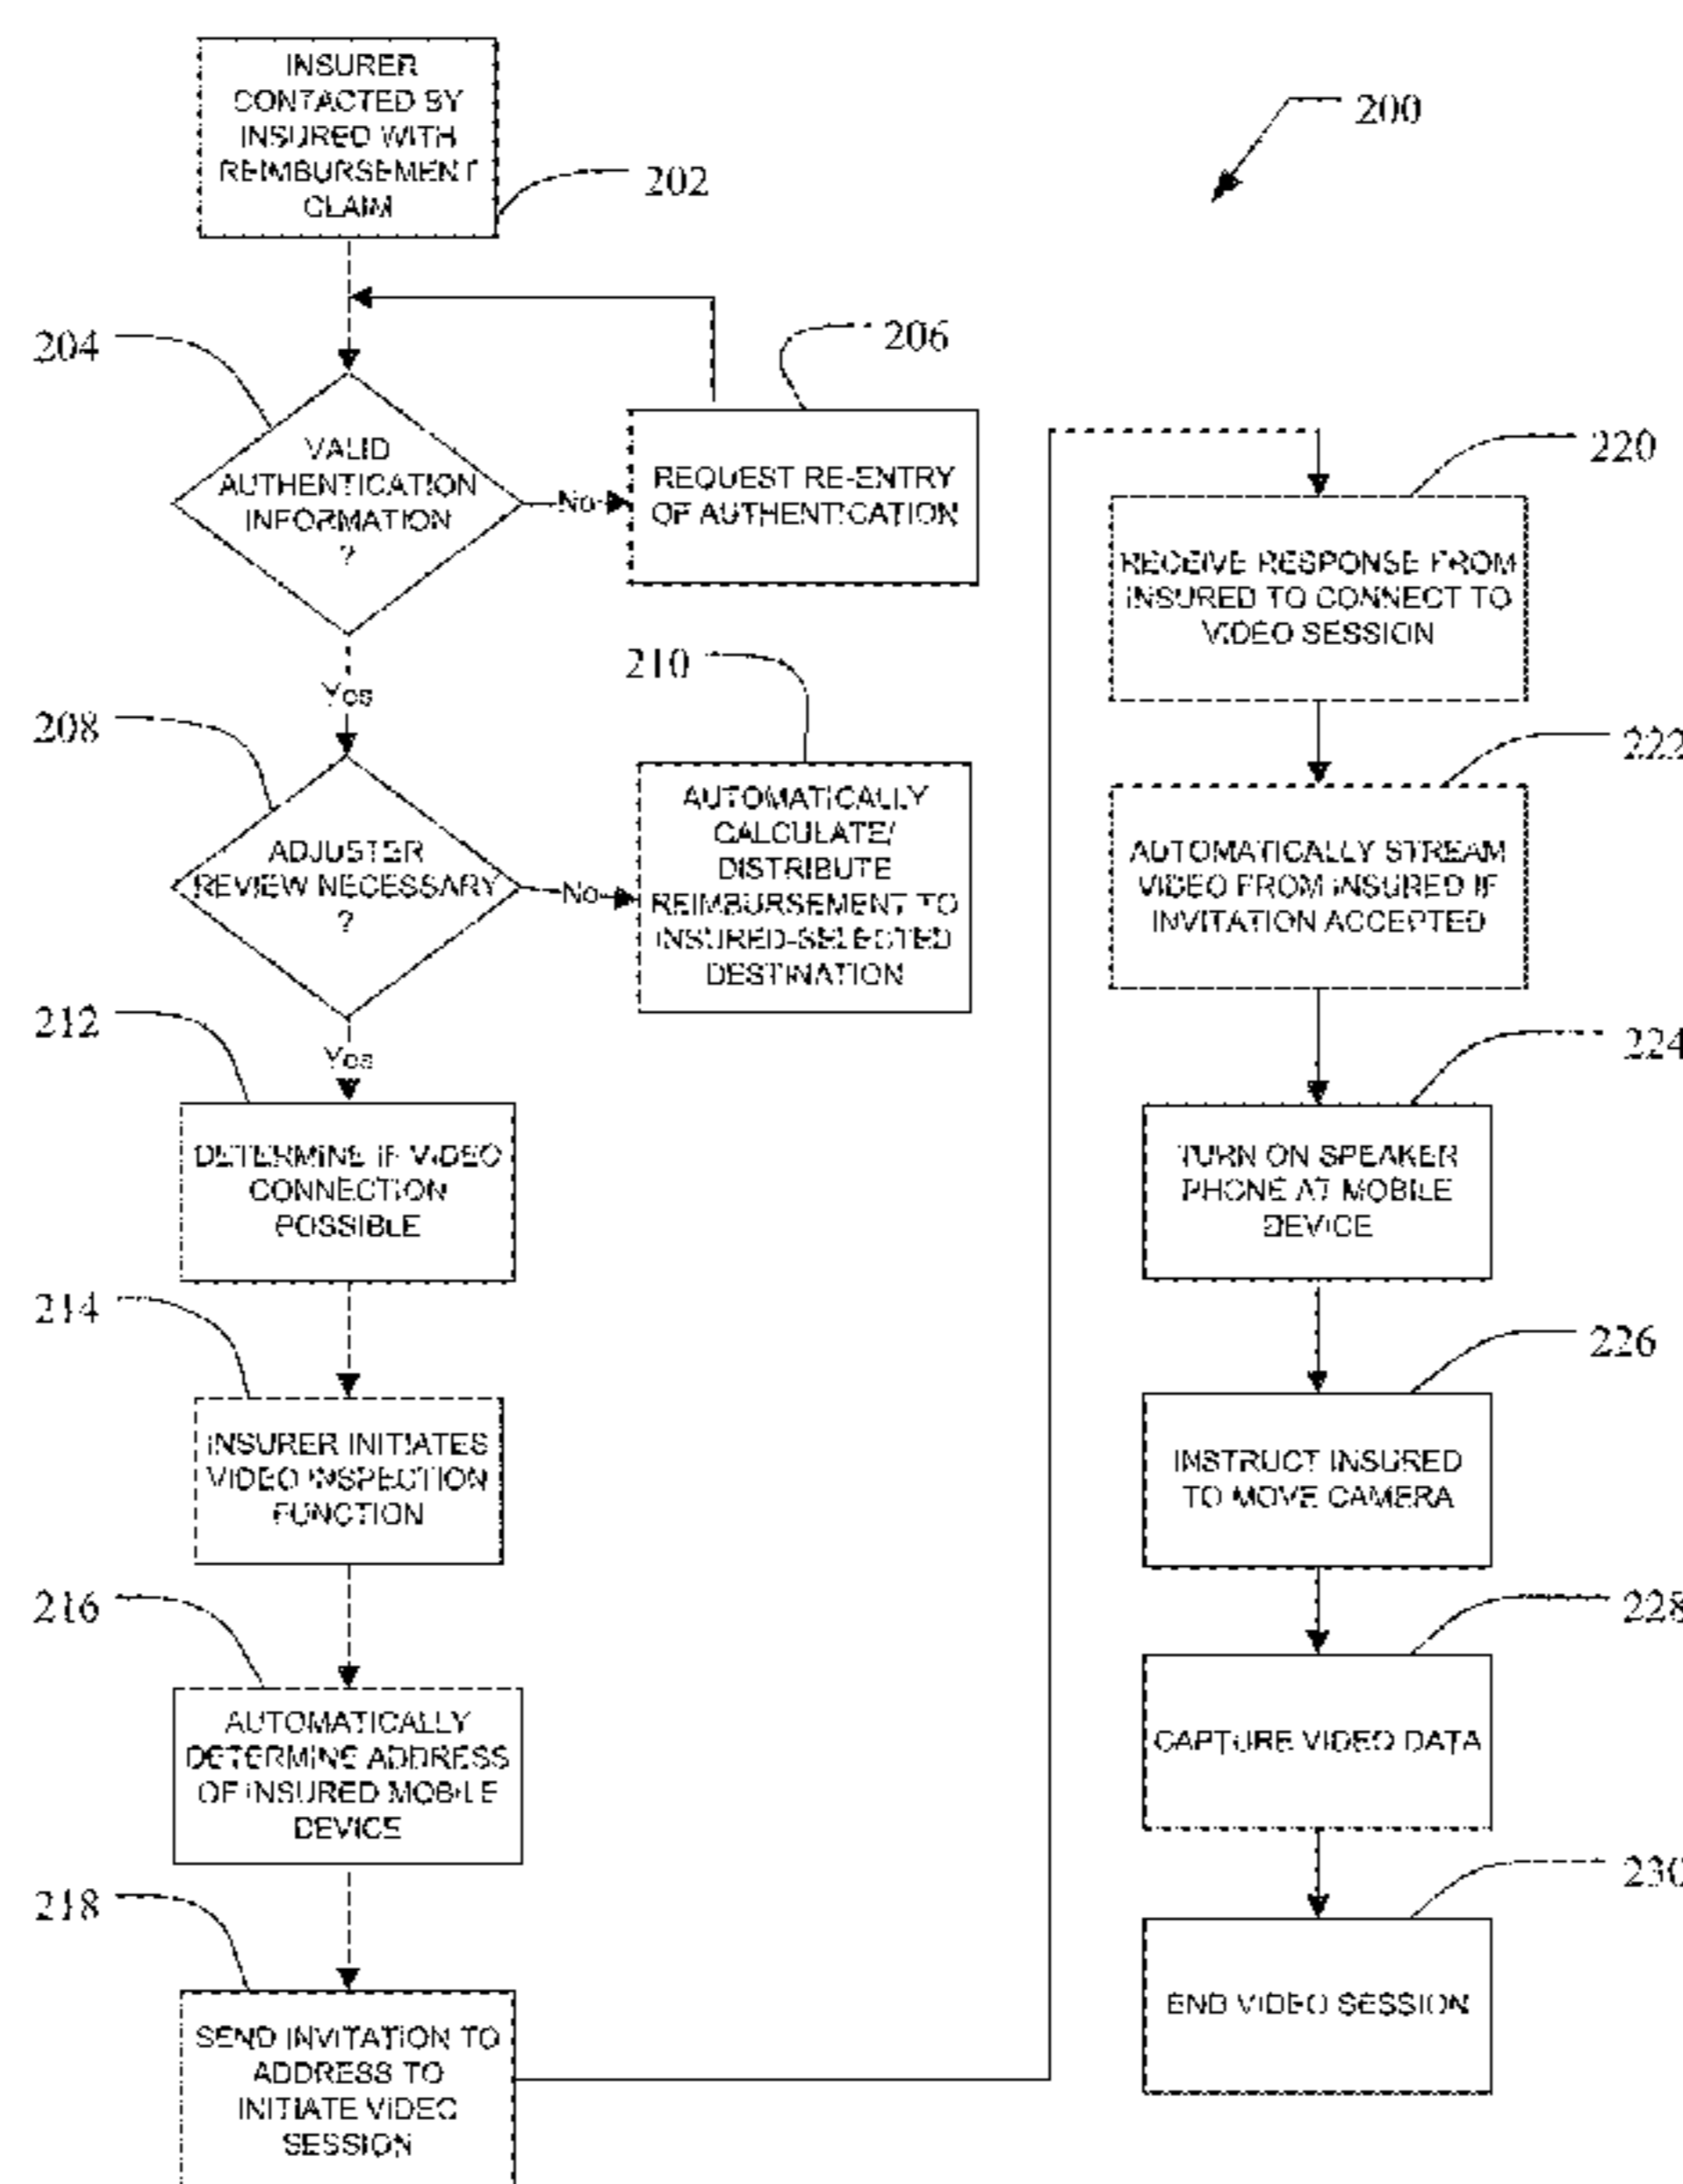 200
INSURER
CONTACTED BY
INSURED WITH
REIMBURSEMENT
CLAIM
202
204
VALID
AUTHENTICATION
INFORMATION
?
No
206
REQUEST RE-ENTRY
OF AUTHENTICATION
Yes
208
ADJUSTER
REVIEW NECESSARY
?
No
210
AUTOMATICALLY
CALCULATE/
DISTRIBUTE
REIMBURSEMENT TO
INSURED-SELECTED
DESTINATION
Yes
212
DETERMINE IF VIDEO
CONNECTION
POSSIBLE
214
INSURER INITIATES
VIDEO INSPECTION
FUNCTION
216
AUTOMATICALLY
DETERMINE ADDRESS
OF INSURED MOBILE
DEVICE
218
SEND INVITATION TO
ADDRESS TO
INITIATE VIDEO
SESSION
220
RECEIVE RESPONSE FROM
INSURED TO CONNECT TO
VIDEO SESSION
222
AUTOMATICALLY STREAM
VIDEO FROM INSURED IF
INVITATION ACCEPTED
224
TURN ON SPEAKER
PHONE AT MOBILE
DEVICE
226
INSTRUCT INSURED
TO MOVE CAMERA
228
CAPTURE VIDEO DATA
230
END VIDEO SESSION